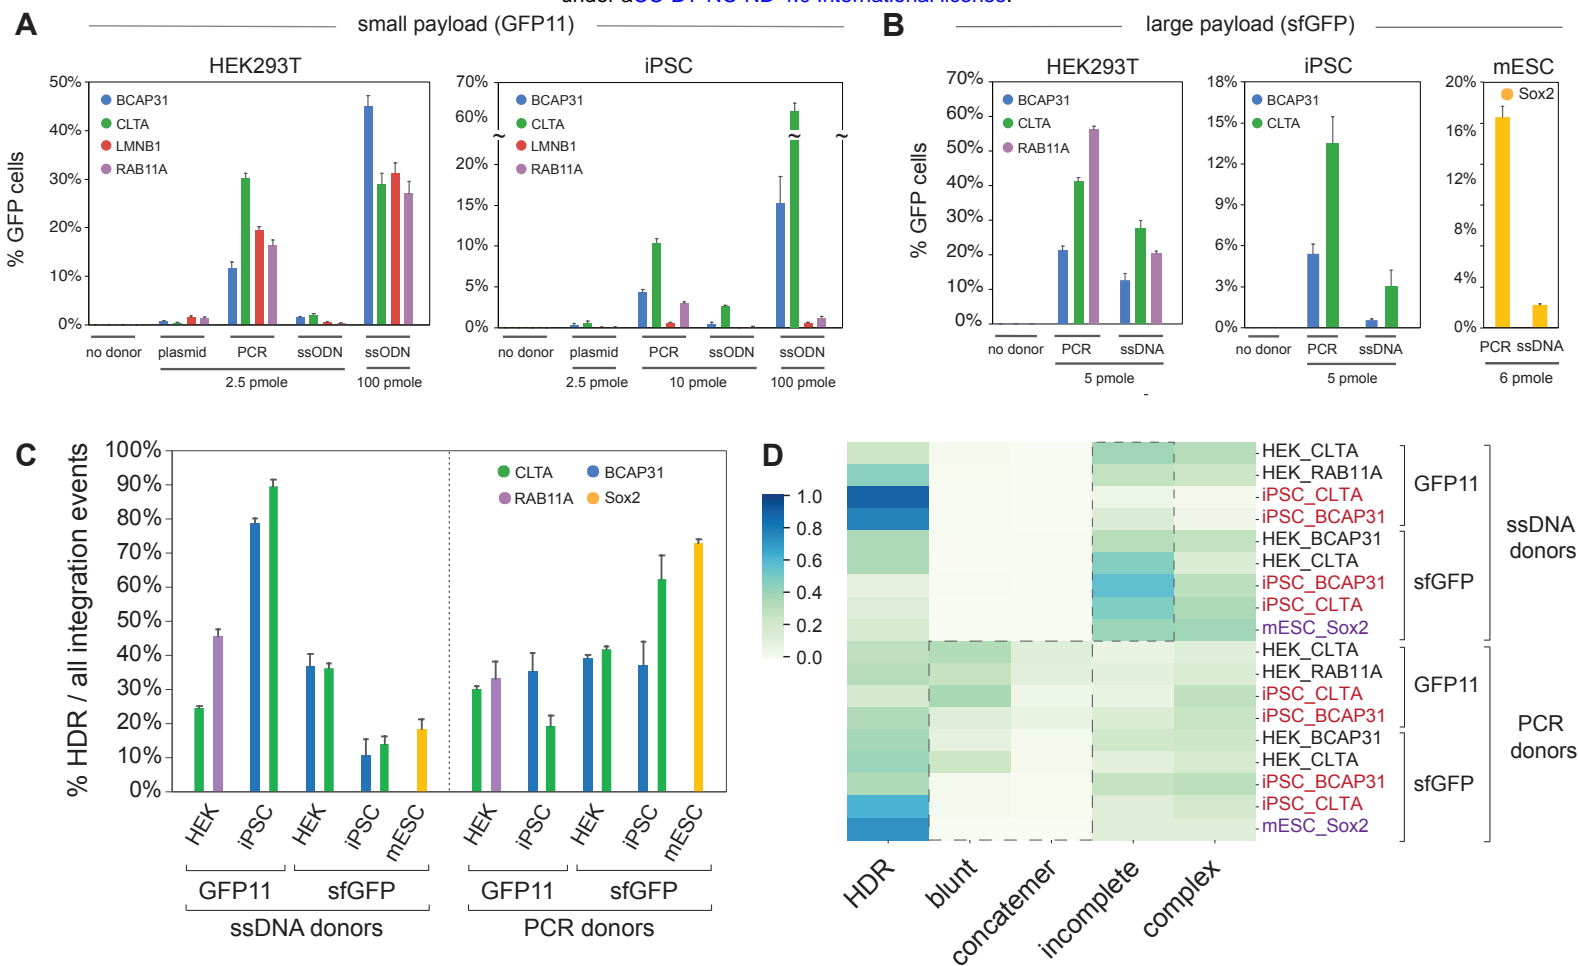 under aCC-BY-NC-ND 4.0 International license.
A
small payload (GFP11)
HEK293T
% GFP cells
50%
40%
30%
20%
10%
0%
BCAP31
CLTA
LMNB1
RAB11A
no donor
plasmid
PCR
ssODN
ssODN
2.5 pmole
100 pmole
iPSC
70%
60%
20%
15%
10%
5%
0%
BCAP31
CLTA
LMNB1
RAB11A
no donor
plasmid
PCR
ssODN
ssODN
2.5 pmole
10 pmole
100 pmole
B
large payload (sfGFP)
HEK293T
% GFP cells
70%
60%
50%
40%
30%
20%
10%
0%
BCAP31
CLTA
RAB11A
no donor
PCR
ssDNA
5 pmole
iPSC
18%
15%
12%
9%
6%
3%
0%
BCAP31
CLTA
no donor
PCR
ssDNA
5 pmole
mESC
20%
16%
12%
8%
4%
0%
Sox2
PCR ssDNA
6 pmole
C
% HDR / all integration events
100%
90%
80%
70%
60%
50%
40%
30%
20%
10%
0%
CLTA
BCAP31
RAB11A
Sox2
HEK
iPSC
HEK
iPSC
mESC
HEK
iPSC
HEK
iPSC
mESC
GFP11
sfGFP
GFP11
sfGFP
ssDNA donors
PCR donors
D
1.0
0.8
0.6
0.4
0.2
0.0
HEK_CLTA
HEK_RAB11A
iPSC_CLTA
iPSC_BCAP31
HEK_BCAP31
HEK_CLTA
iPSC_BCAP31
iPSC_CLTA
mESC_Sox2
HEK_CLTA
HEK_RAB11A
iPSC_CLTA
iPSC_BCAP31
HEK_BCAP31
HEK_CLTA
iPSC_BCAP31
iPSC_CLTA
mESC_Sox2
GFP11
sfGFP
GFP11
sfGFP
ssDNA
donors
PCR
donors
HDR
blunt
concatemer
incomplete
complex